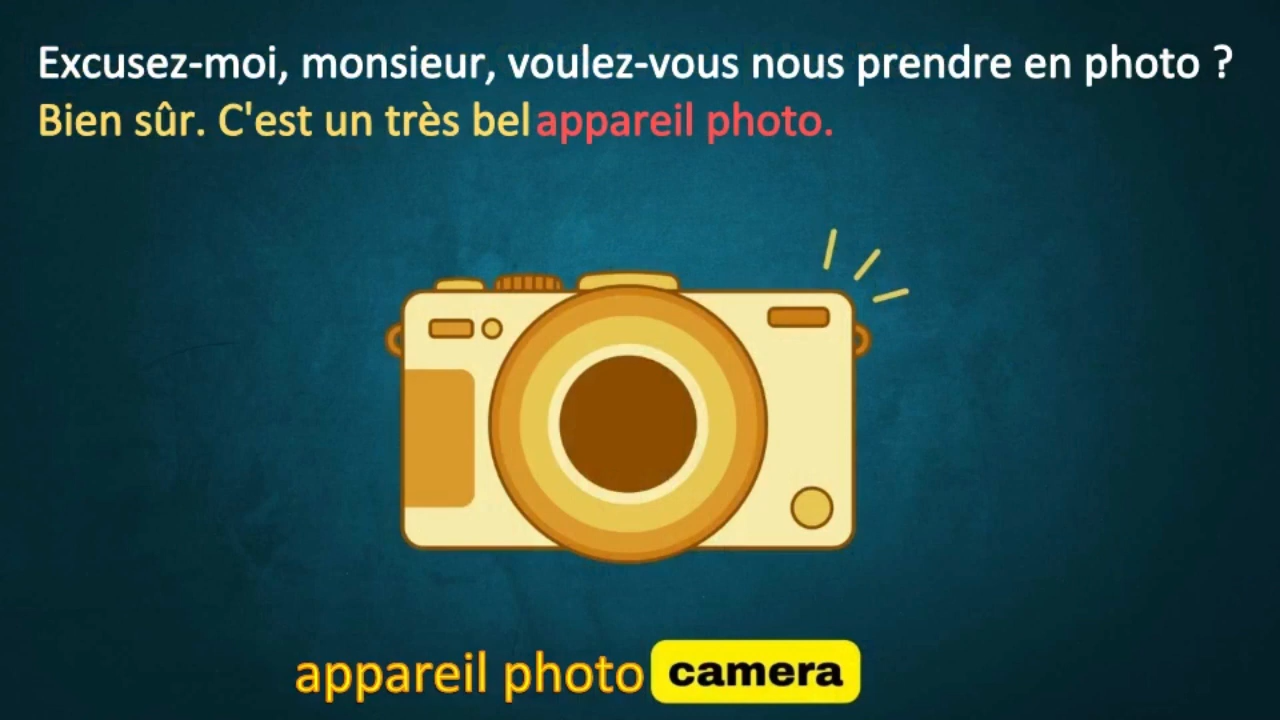 Excusez-moi, monsieur, voulez-vous nous prendre en photo ?
Bien sûr. C'est un très bel appareil photo.
appareil photo camera